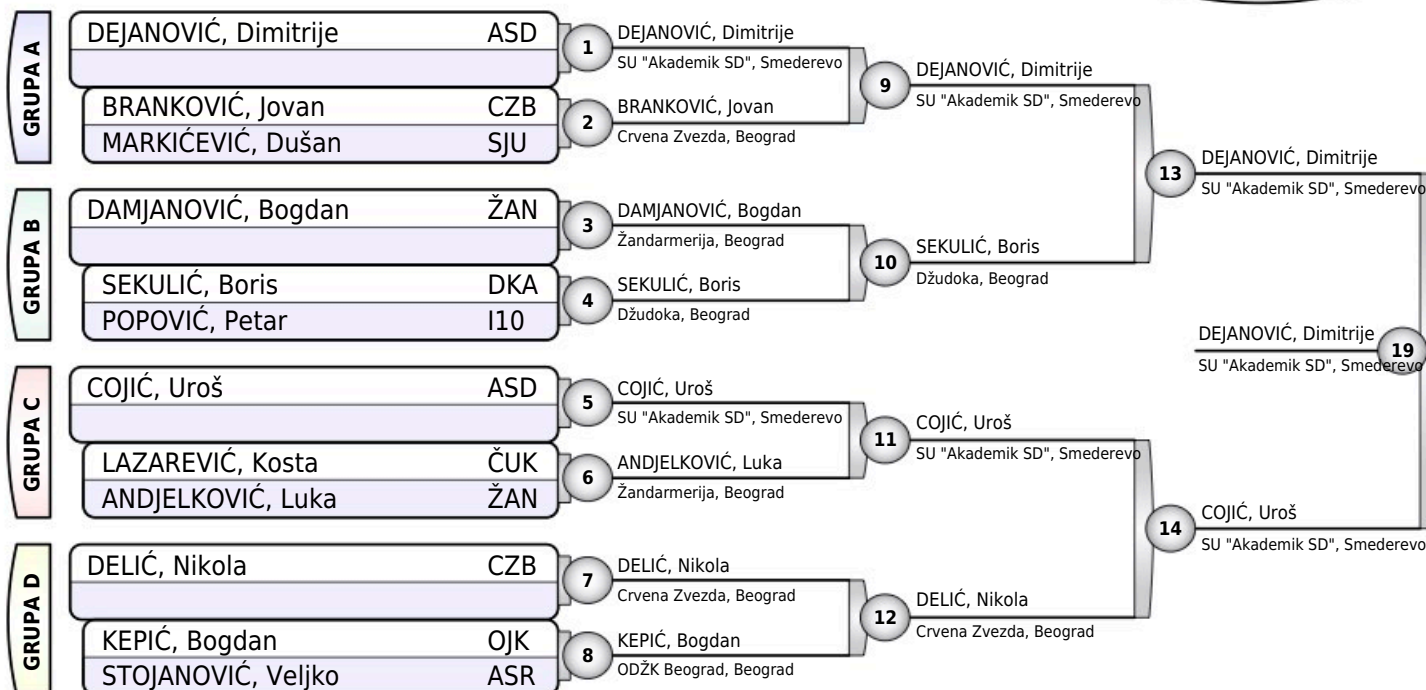 GRUPA A
DEJANOVIĆ, Dimitrije ASD
BRANKOVIĆ, Jovan CZB
MARKIĆEVIĆ, Dušan SJU
GRUPA B
DAMJANOVIĆ, Bogdan ŽAN
SEKULIĆ, Boris DKA
POPOVIĆ, Petar I10
GRUPA C
COJIĆ, Uroš ASD
LAZAREVIĆ, Kosta ČUK
ANDJELKOVIĆ, Luka ŽAN
GRUPA D
DELIĆ, Nikola CZB
KEPIĆ, Bogdan OJK
STOJANOVIĆ, Veljko ASR
1
DEJANOVIĆ, Dimitrije
SU "Akademik SD", Smederevo
2
BRANKOVIĆ, Jovan
Crvena Zvezda, Beograd
3
DAMJANOVIĆ, Bogdan
Žandarmerija, Beograd
4
SEKULIĆ, Boris
Džudoka, Beograd
5
COJIĆ, Uroš
SU "Akademik SD", Smederevo
6
ANDJELKOVIĆ, Luka
Žandarmerija, Beograd
7
DELIĆ, Nikola
Crvena Zvezda, Beograd
8
KEPIĆ, Bogdan
ODŽK Beograd, Beograd
9
DEJANOVIĆ, Dimitrije
SU "Akademik SD", Smederevo
10
SEKULIĆ, Boris
Džudoka, Beograd
11
COJIĆ, Uroš
SU "Akademik SD", Smederevo
12
DELIĆ, Nikola
Crvena Zvezda, Beograd
13
DEJANOVIĆ, Dimitrije
SU "Akademik SD", Smederevo
14
COJIĆ, Uroš
SU "Akademik SD", Smederevo
DEJANOVIĆ, Dimitrije
19
SU "Akademik SD", Smederevo